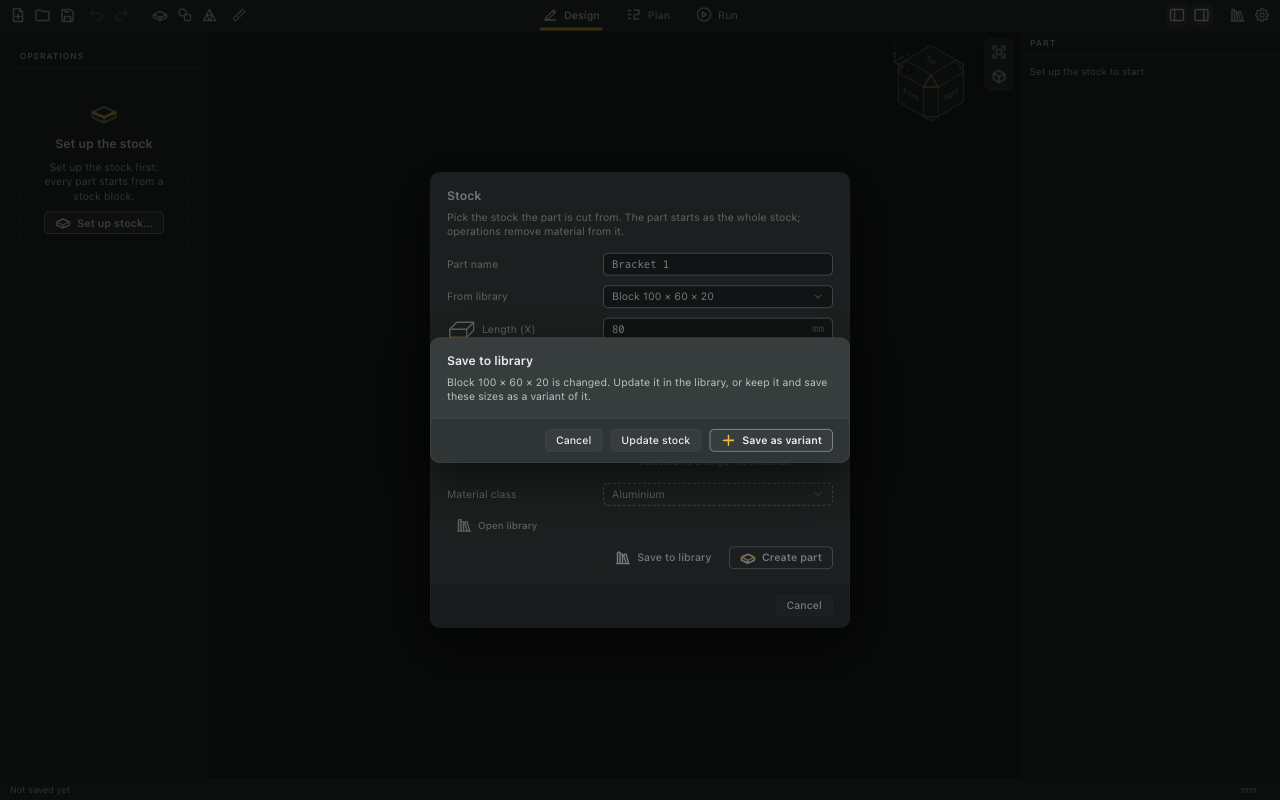 Design
Plan
Run
OPERATIONS
Set up the stock
Set up the stock first:
every part starts from a
stock block.
Set up stock...
Top
Front
Right
PART
Set up the stock to start.
Stock
Pick the stock the part is cut from. The part starts as the whole stock;
operations remove material from it.
Part name
Bracket 1
From library
Block 100 × 60 × 20
Length (X)
80
mm
Save to library
Block 100 × 60 × 20 is changed. Update it in the library, or keep it and save
these sizes as a variant of it.
Cancel
Update stock
Save as variant
Material class
Aluminium
Open library
Save to library
Create part
Cancel
Not saved yet
mm